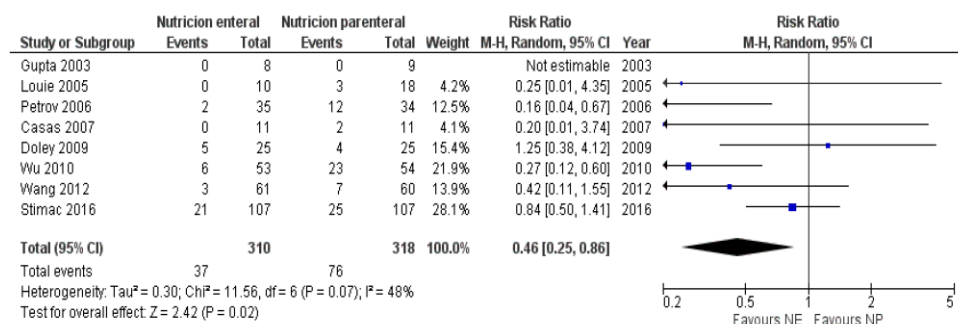 Nutricion enteral Nutricion parenteral Risk Ratio Risk Ratio
Study or Subgroup Events Total Events Total Weight M-H, Random, 95% CI Year M-H, Random, 95% CI
Gupta 2003 0 8 0 9 Not estimable 2003
Louie 2005 0 10 3 18 4.2% 0.25 [0.01, 4.35] 2005
Petrov 2006 2 35 12 34 12.5% 0.16 [0.04, 0.67] 2006
Casas 2007 0 11 2 11 4.1% 0.20 [0.01, 3.74] 2007
Doley 2009 5 25 4 25 15.4% 1.25 [0.38, 4.12] 2009
Wu 2010 6 53 23 54 21.9% 0.27 [0.12, 0.60] 2010
Wang 2012 3 61 7 60 13.9% 0.42 [0.11, 1.55] 2012
Stimac 2016 21 107 25 107 28.1% 0.84 [0.50, 1.41] 2016
Total (95% CI) 310 318 100.0% 0.46 [0.25, 0.86]
Total events 37 76
Heterogeneity: Tau² = 0.30; Chi² = 11.56, df = 6 (P = 0.07); I² = 48%
Test for overall effect: Z = 2.42 (P = 0.02)
0.2 0.5 1 2 5
Favours NE Favours NP